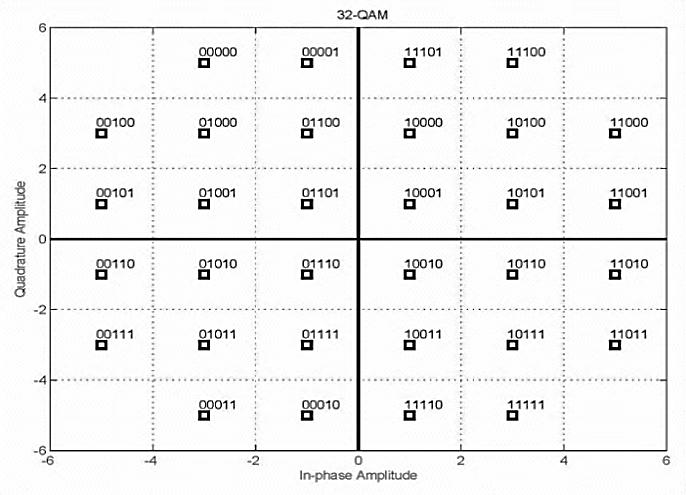 32-QAM
6
00000 00001 11101 11100
4
00100 01000 01100 10000 10100 11000
2
00101 01001 01101 10001 10101 11001
0
00110 01010 01110 10010 10110 11010
-2
00111 01011 01111 10011 10111 11011
-4
00011 00010 11110 11111
-6
-6 -4 -2 0 2 4 6
In-phase Amplitude
Quadrature Amplitude